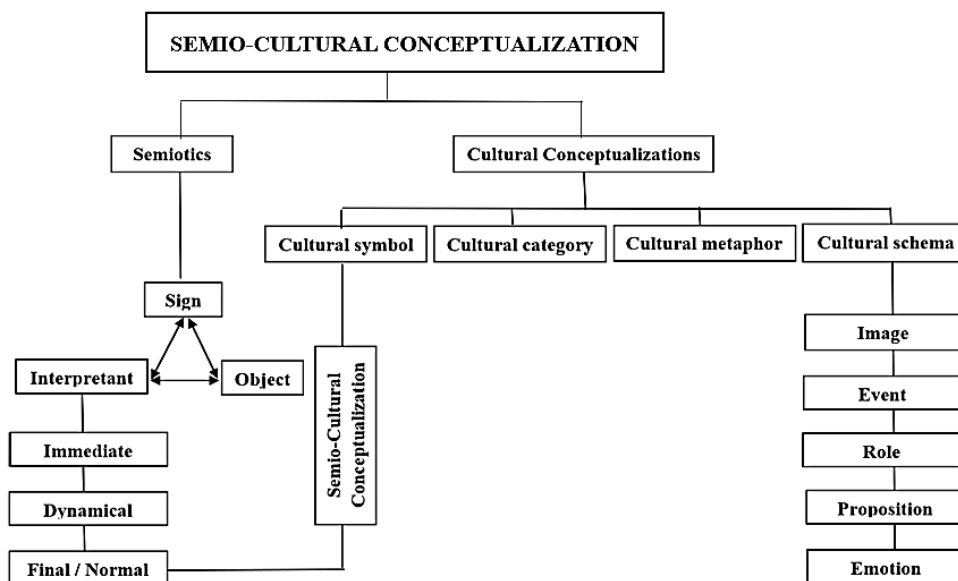 SEMIO-CULTURAL CONCEPTUALIZATION
Semiotics
Cultural Conceptualizations
Cultural symbol
Cultural category
Cultural metaphor
Cultural schema
Sign
Interpretant
Object
Immediate
Dynamical
Final / Normal
Semio-Cultural
Conceptualization
Image
Event
Role
Proposition
Emotion